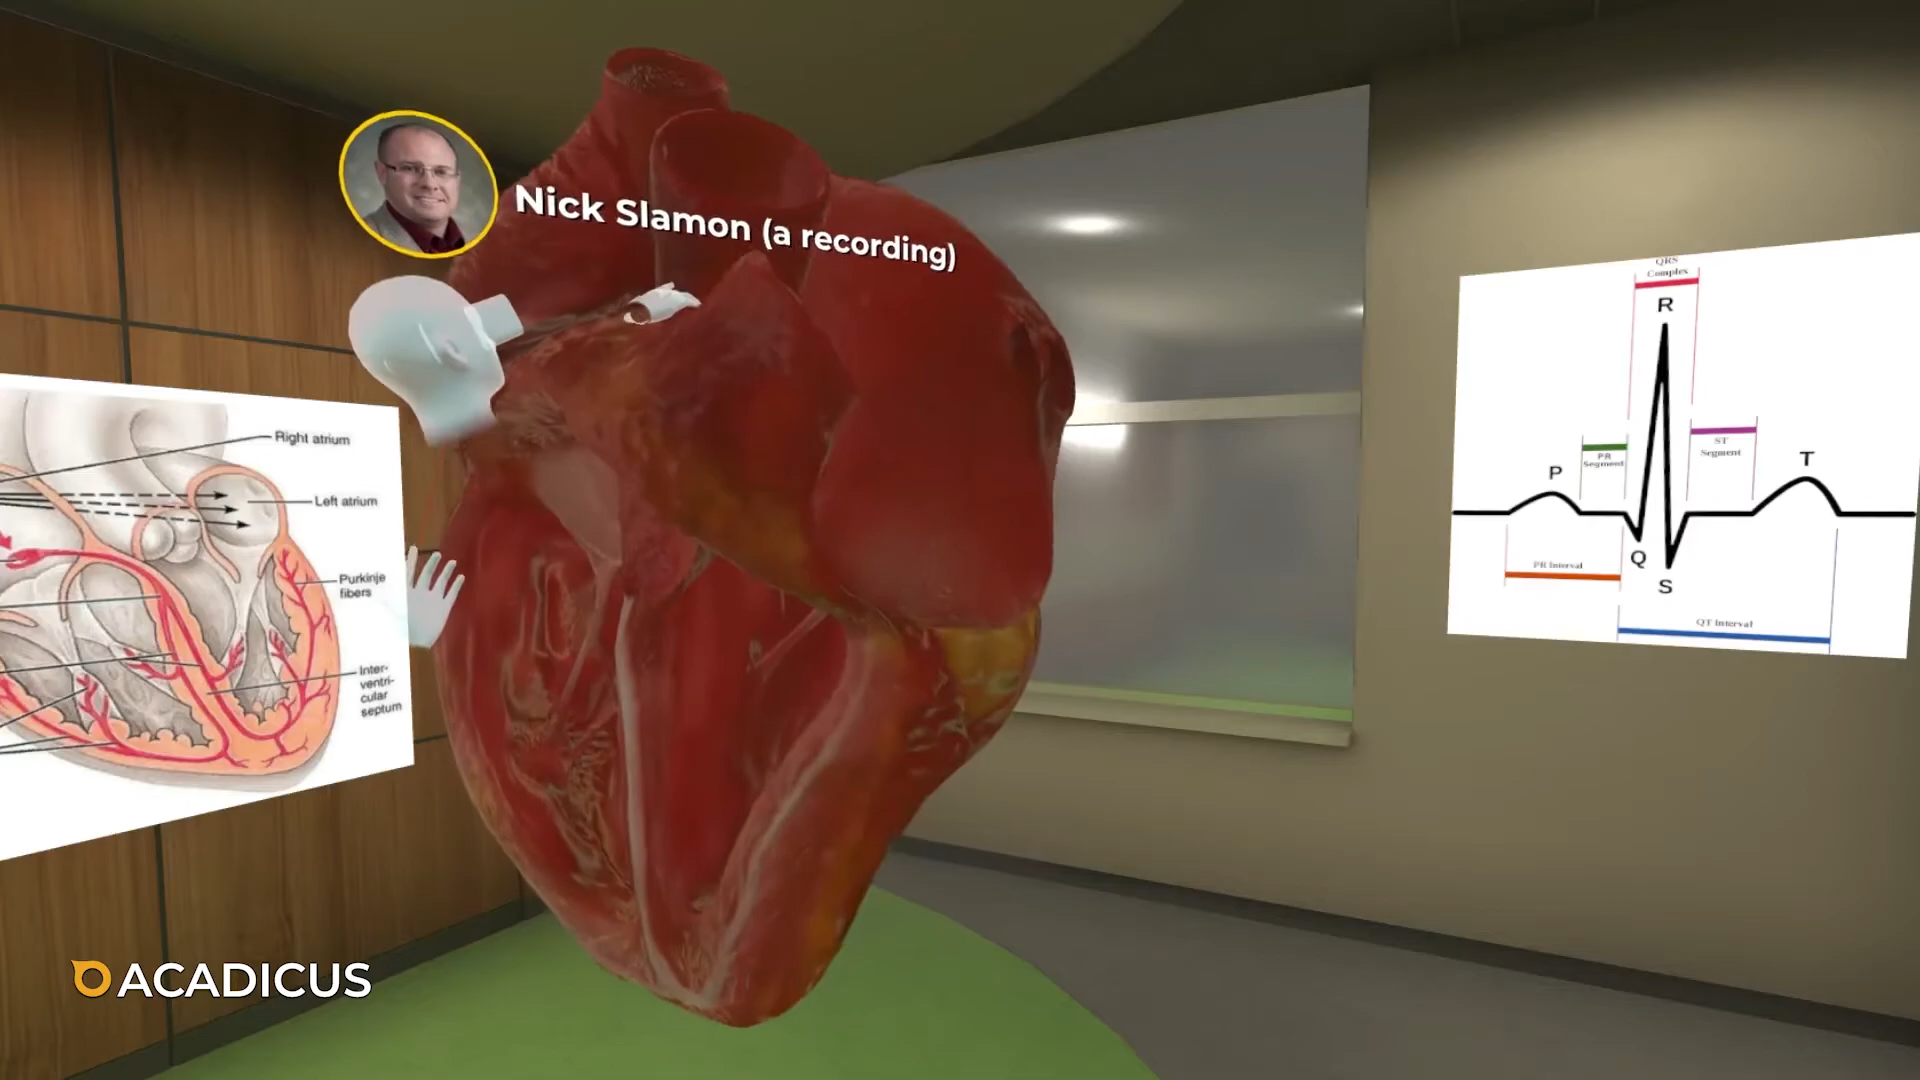 Nick Slamon (a recording)
Right atrium
Left atrium
Purkinje
fibers
Inter-
ventri-
cular
septum
QRS
Complex
R
PR
Segment
ST
Segment
P
T
Q
S
PR Interval
QT Interval
ACADICUS